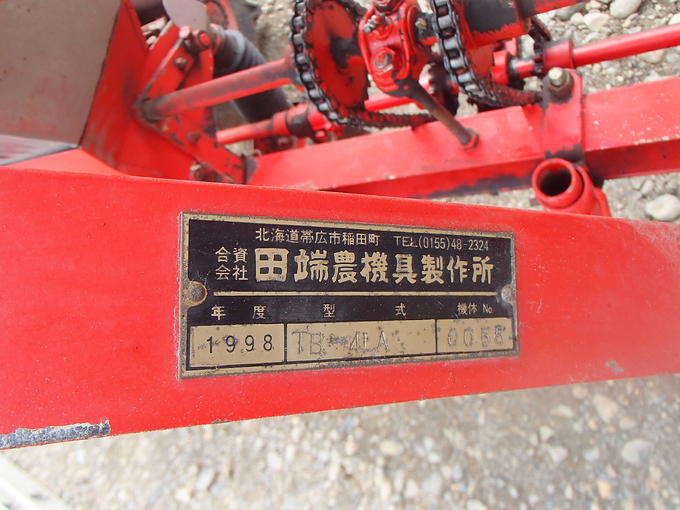 北海道帯広市稲田町 TEL(0155)48-2324
合資会社 田端農機具製作所
年度 型式 機体No
1998 TB-4LA 0058